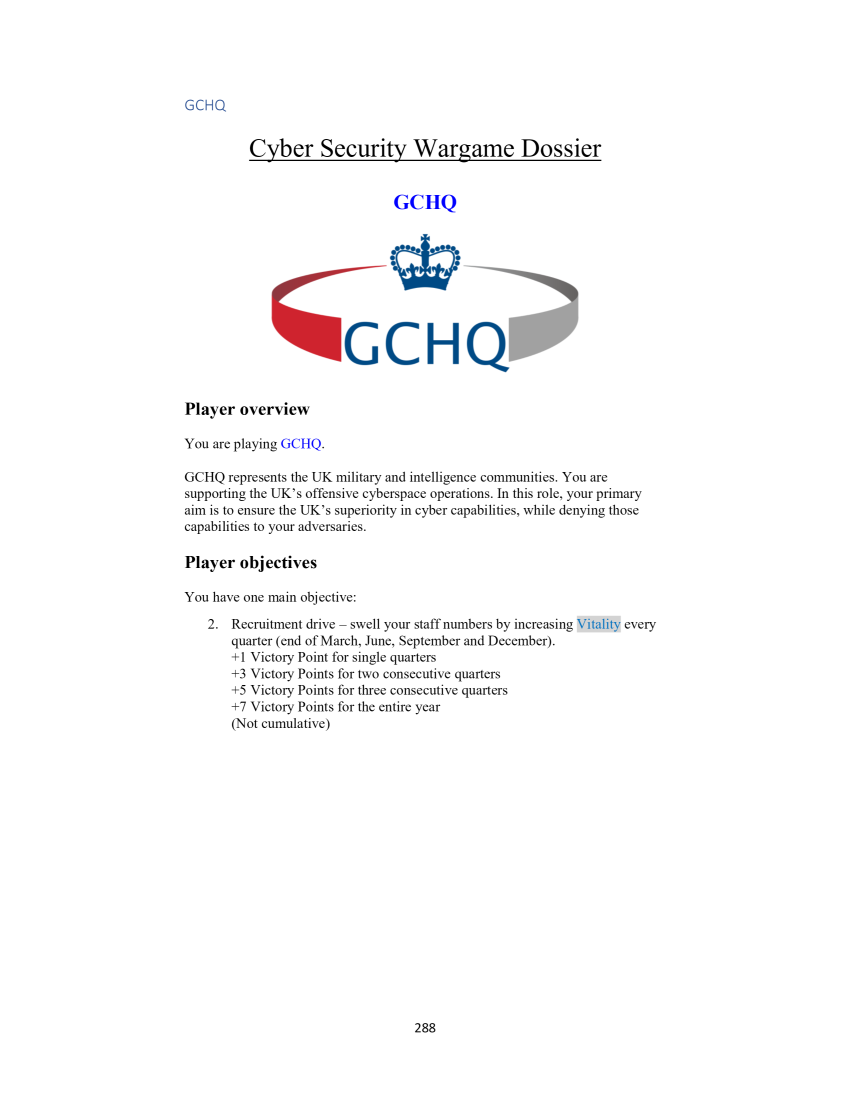 GCHQ
Cyber Security Wargame Dossier
GCHQ
GCHQ
Player overview
You are playing GCHQ.
GCHQ represents the UK military and intelligence communities. You are
supporting the UK’s offensive cyberspace operations. In this role, your primary
aim is to ensure the UK’s superiority in cyber capabilities, while denying those
capabilities to your adversaries.
Player objectives
You have one main objective:
2. Recruitment drive – swell your staff numbers by increasing Vitality every
quarter (end of March, June, September and December).
+1 Victory Point for single quarters
+3 Victory Points for two consecutive quarters
+5 Victory Points for three consecutive quarters
+7 Victory Points for the entire year
(Not cumulative)
288